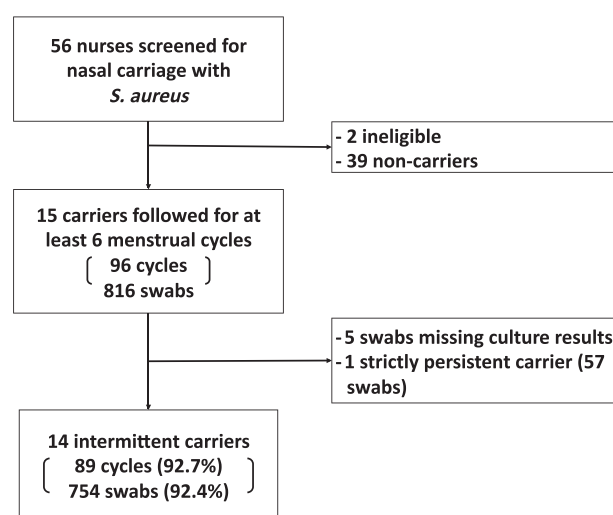 56 nurses screened for
nasal carriage with
S. aureus
- 2 ineligible
- 39 non-carriers
15 carriers followed for at
least 6 menstrual cycles
96 cycles
816 swabs
- 5 swabs missing culture results
- 1 strictly persistent carrier (57
swabs)
14 intermittent carriers
89 cycles (92.7%)
754 swabs (92.4%)